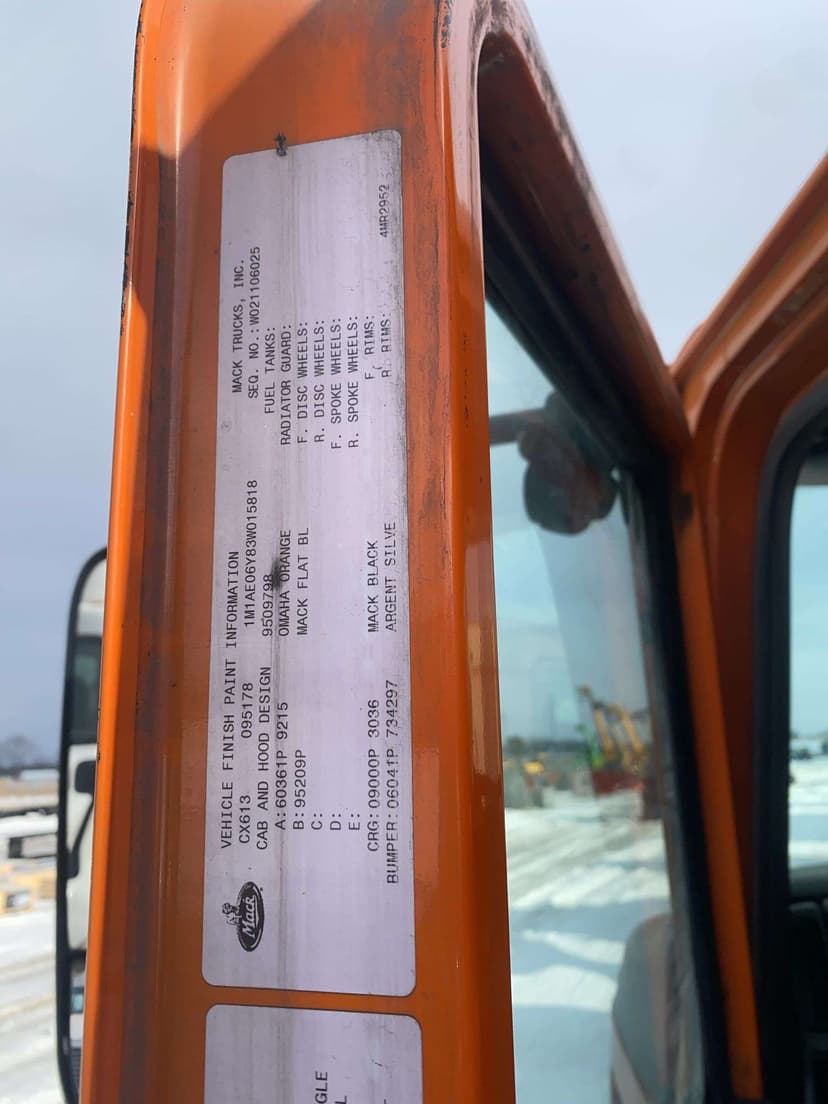 Mack
VEHICLE FINISH PAINT INFORMATION MACK TRUCKS, INC.
CX613 095178 1M1AE06Y83W015818 SEQ. NO.: W021106025
CAB AND HOOD DESIGN 9509798 FUEL TANKS:
A: 60361P 9215 OMAHA ORANGE RADIATOR GUARD:
B: 95209P MACK FLAT BL F. DISC WHEELS:
C: R. DISC WHEELS:
D: F. SPOKE WHEELS:
E: R. SPOKE WHEELS:
CRG: 09000P 3036 MACK BLACK F. RIMS:
BUMPER: 06041P 734297 ARGENT SILVE R. RIMS: 4MR2952
GLE